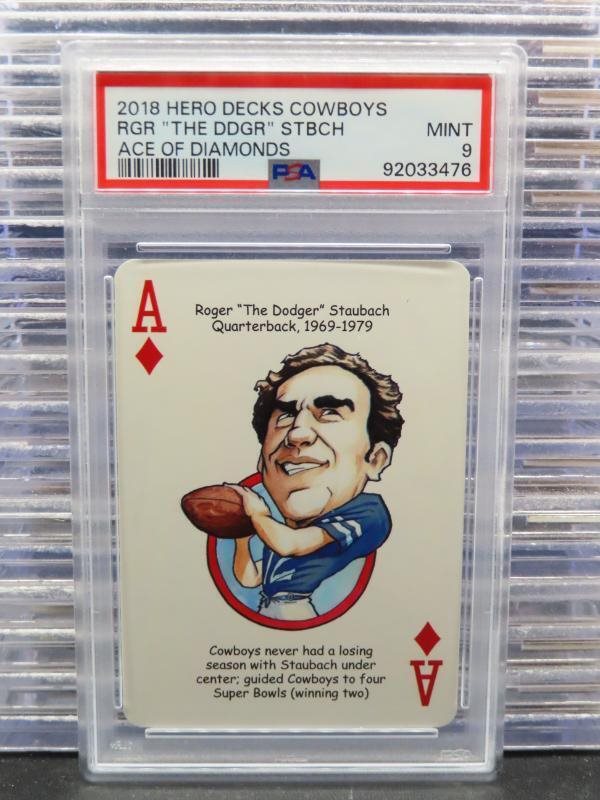 2018 HERO DECKS COWBOYS
RGR "THE DDGR" STBCH MINT
ACE OF DIAMONDS 9
PSA 92033476
A
Roger "The Dodger" Staubach
Quarterback, 1969-1979
Cowboys never had a losing
season with Staubach under
center; guided Cowboys to four
Super Bowls (winning two)
A
PSA